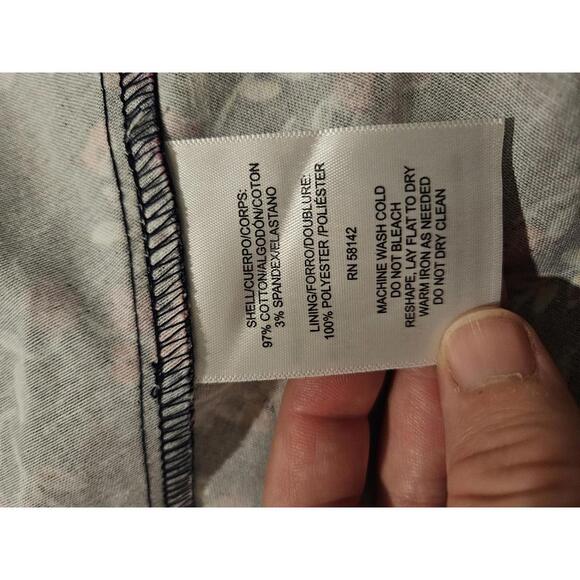 SHELL/CUERPO/CORPS:
97% COTTON/ALGODÓN/COTON
3% SPANDEX/ELASTANO
LINING/FORRO/DOUBLURE:
100% POLYESTER /POLIÉSTER
RN 58142
MACHINE WASH COLD
DO NOT BLEACH
RESHAPE, LAY FLAT TO DRY
WARM IRON AS NEEDED
DO NOT DRY CLEAN